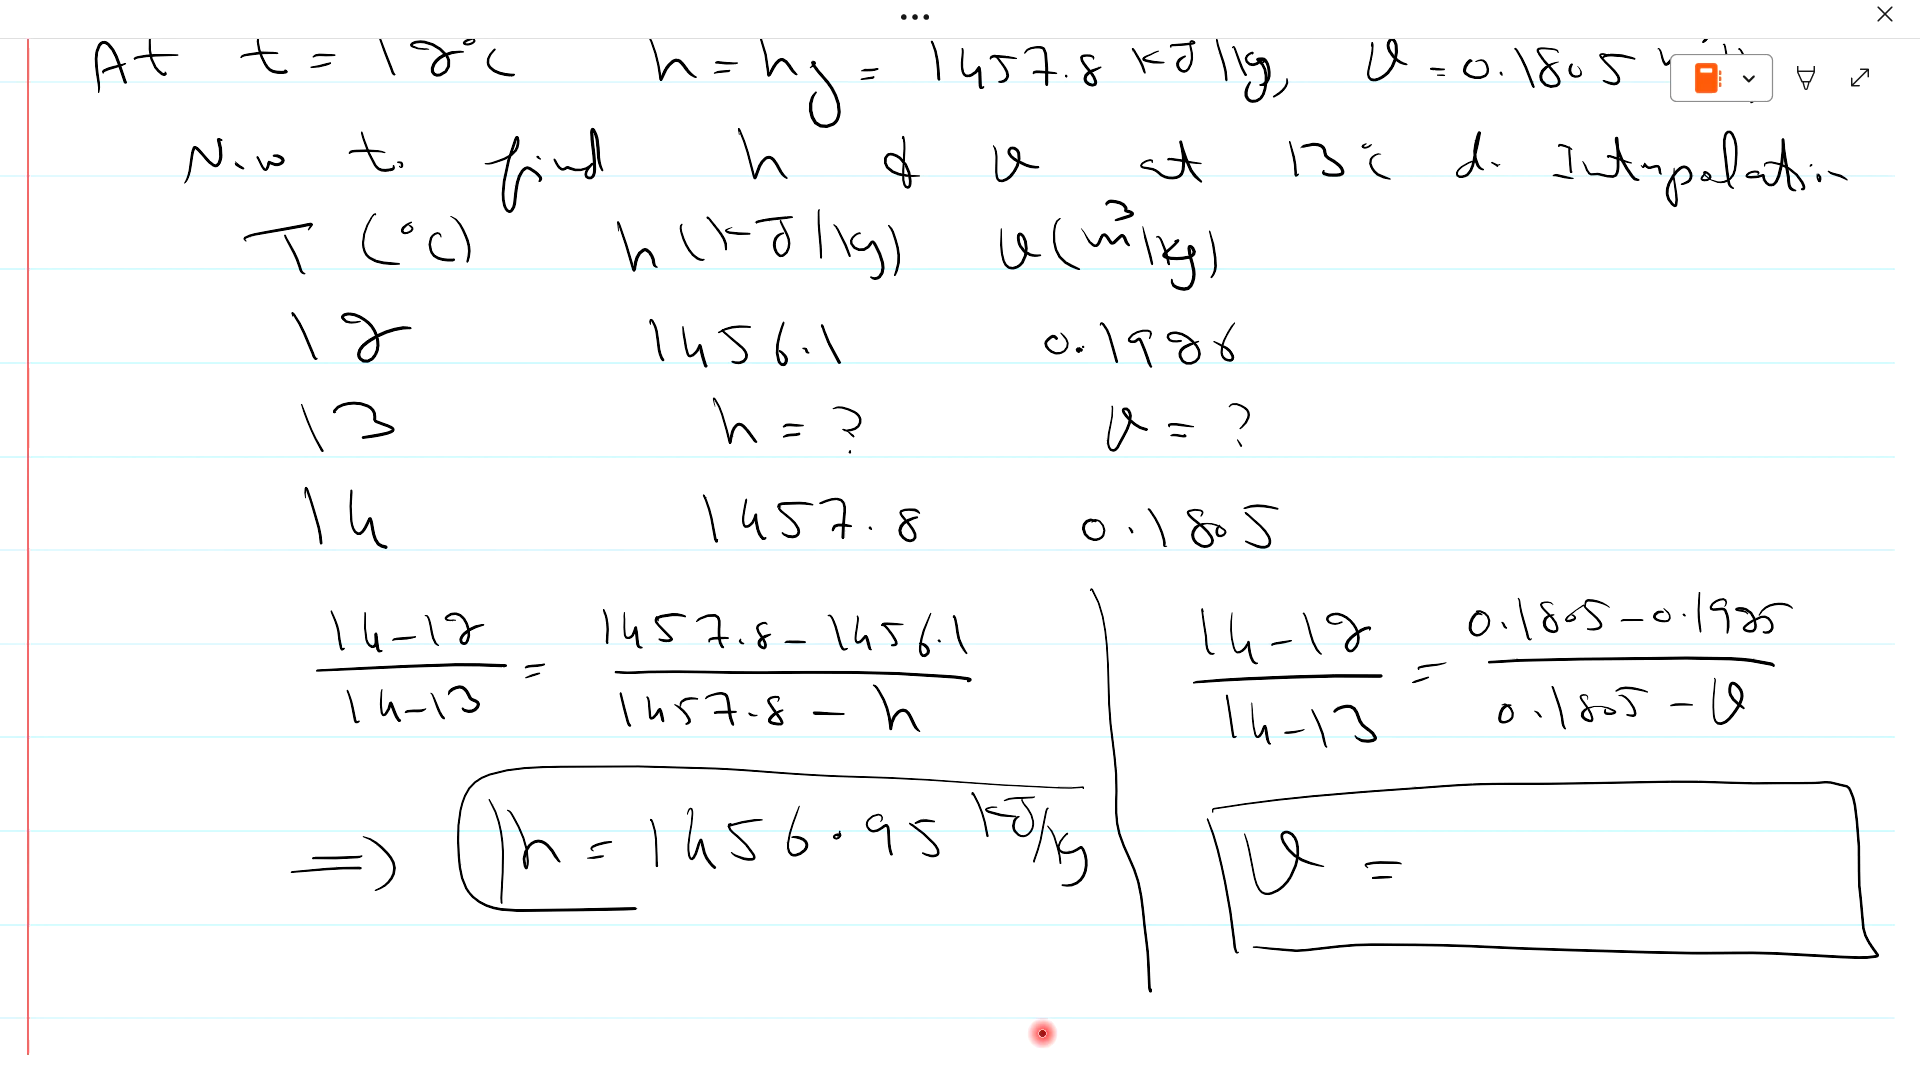 At t = 12°C h = hg = 1457.8 KJ/kg, v = 0.1805
Now to find h & v at 13°C do Interpolation
T (°C) h (KJ/kg) v (m³/kg)
12 1456.1 0.1926
13 h = ? v = ?
14 1457.8 0.1805
14-12 / 14-13 = 1457.8 - 1456.1 / 1457.8 - h 14-12 / 14-13 = 0.1805 - 0.1925 / 0.1805 - v
⇒ h = 1456.95 KJ/kg v =